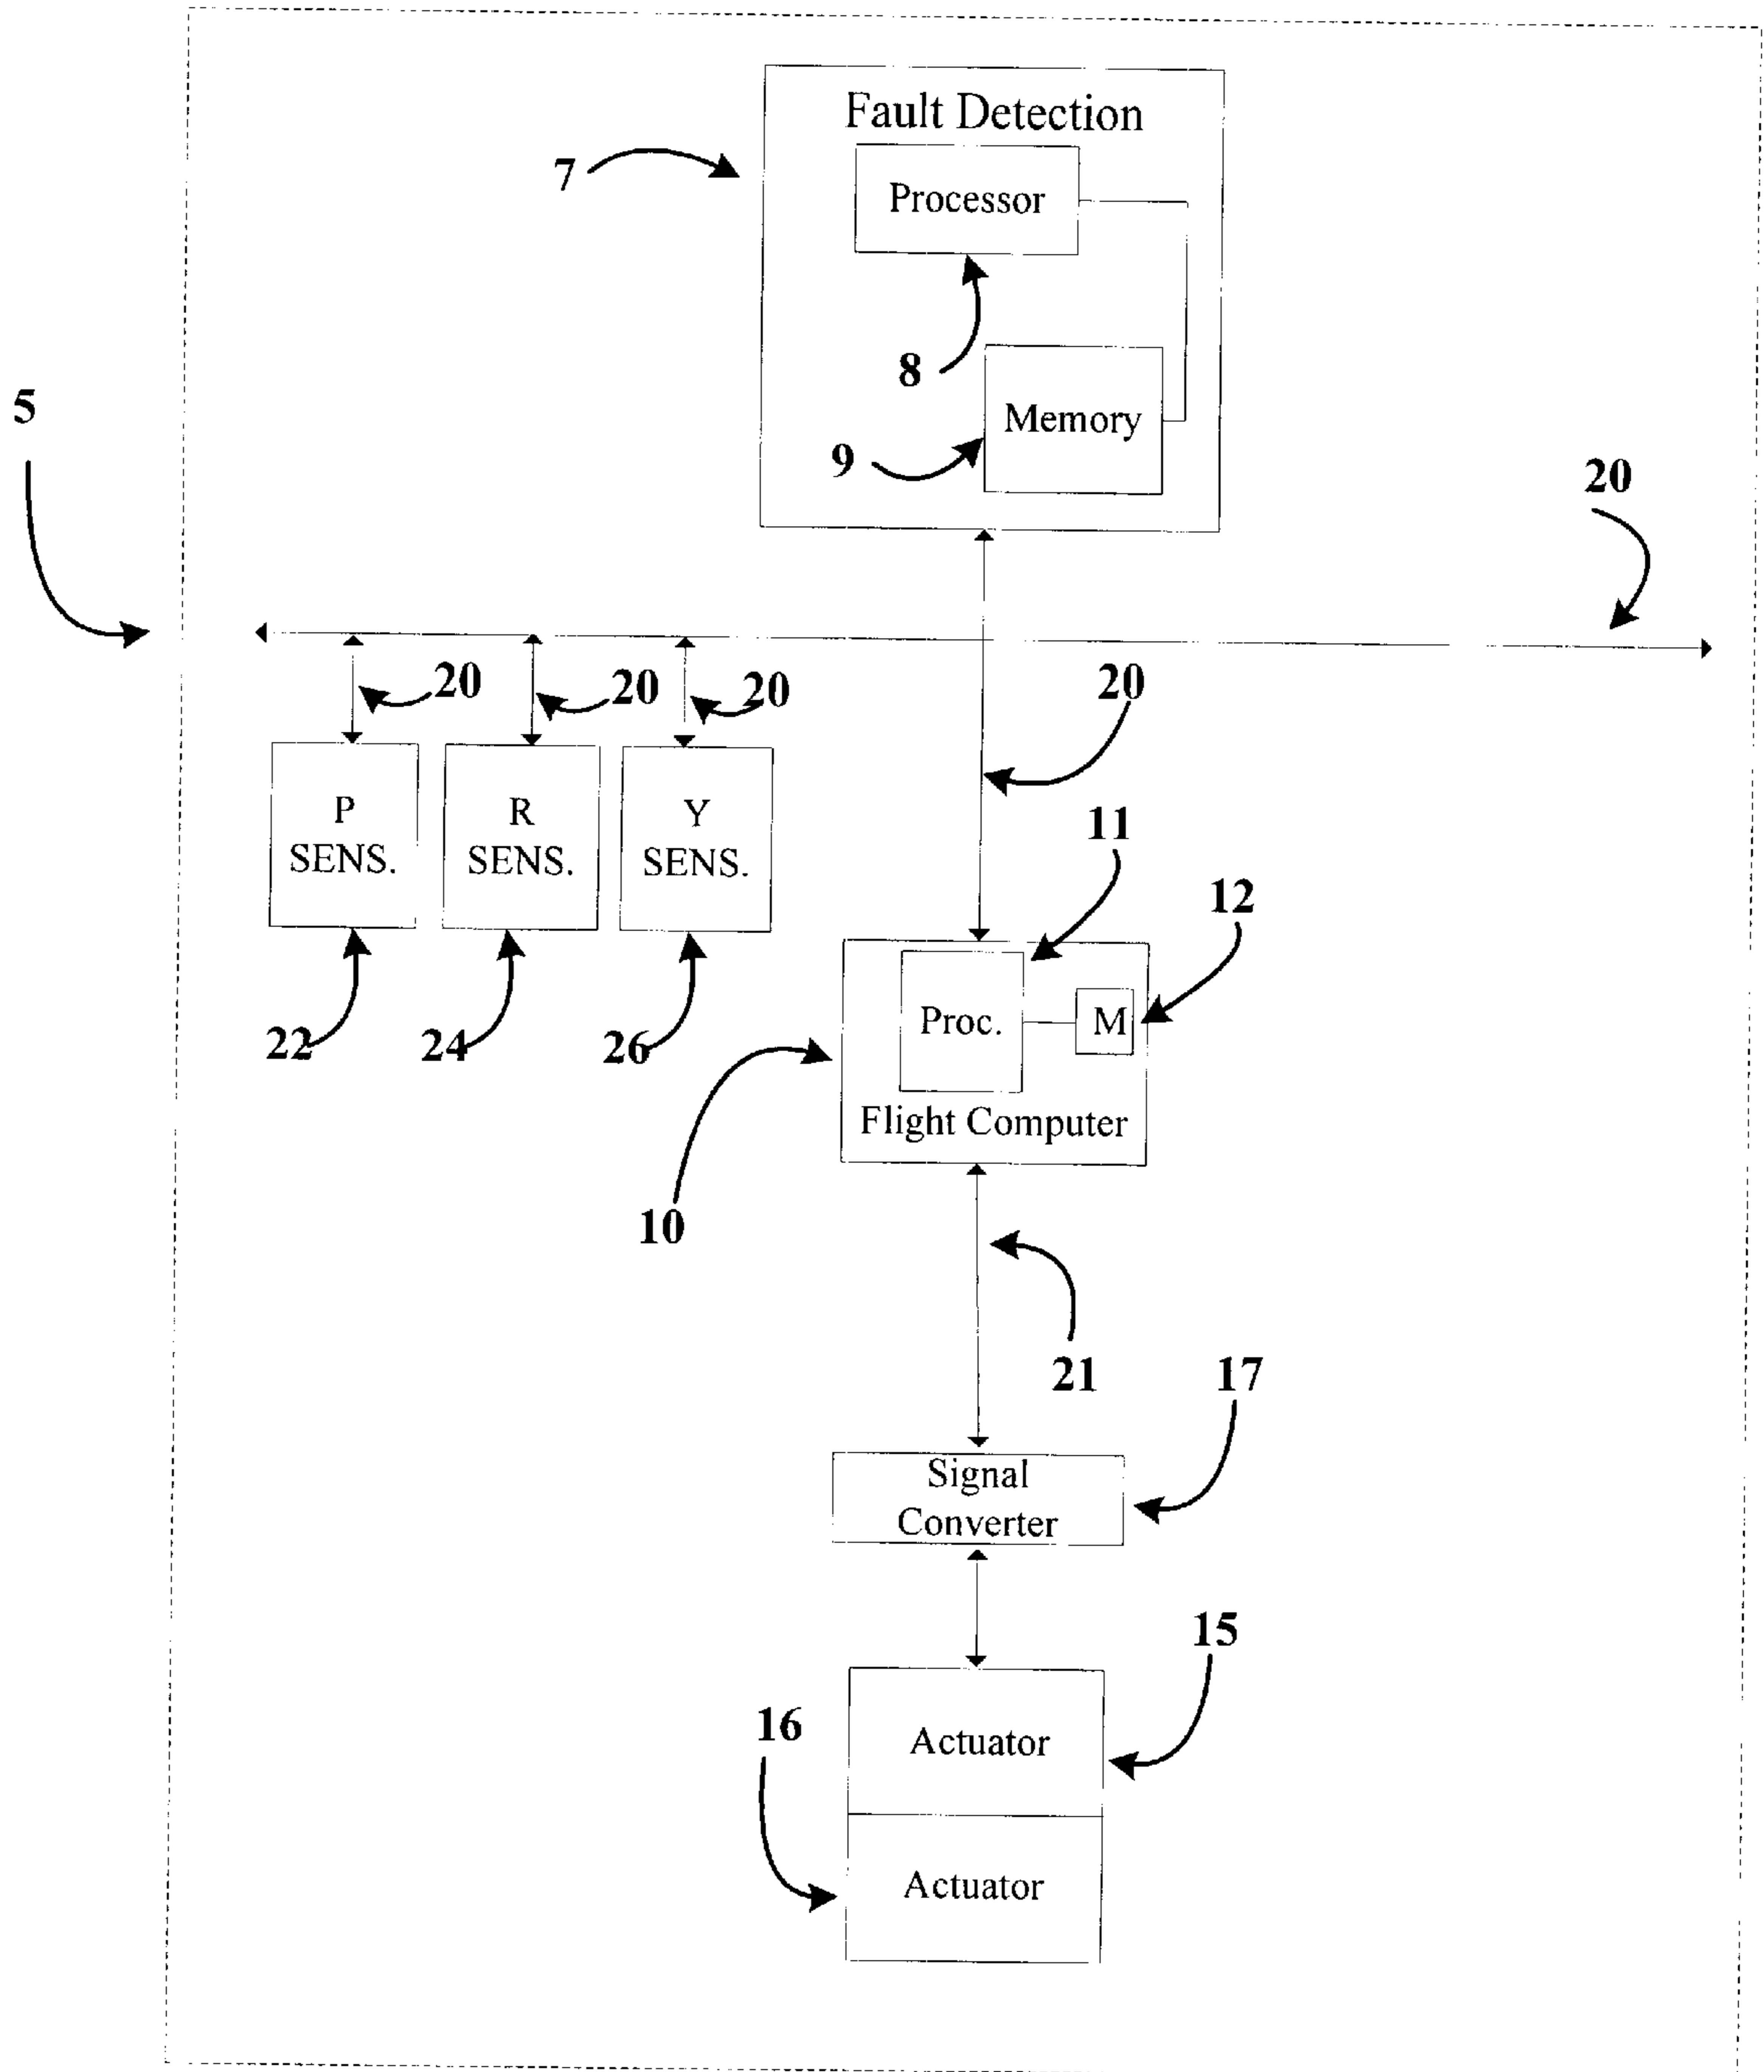 Fault Detection
7
Processor
8
5
Memory
9
20
20
20
20
20
P
SENS.
R
SENS.
Y
SENS.
11
12
Proc.
M
22
24
26
Flight Computer
10
21
17
Signal
Converter
15
16
Actuator
Actuator